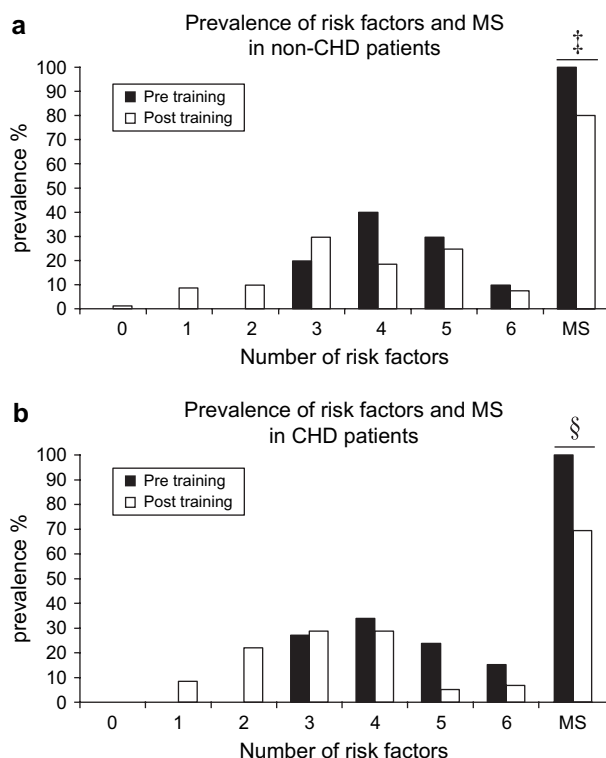 a
Prevalence of risk factors and MS
in non-CHD patients
‡
100
90
80
70
60
50
40
30
20
10
0
prevalence %
Pre training
Post training
0 1 2 3 4 5 6 MS
Number of risk factors
b
Prevalence of risk factors and MS
in CHD patients
§
100
90
80
70
60
50
40
30
20
10
0
prevalence %
Pre training
Post training
0 1 2 3 4 5 6 MS
Number of risk factors